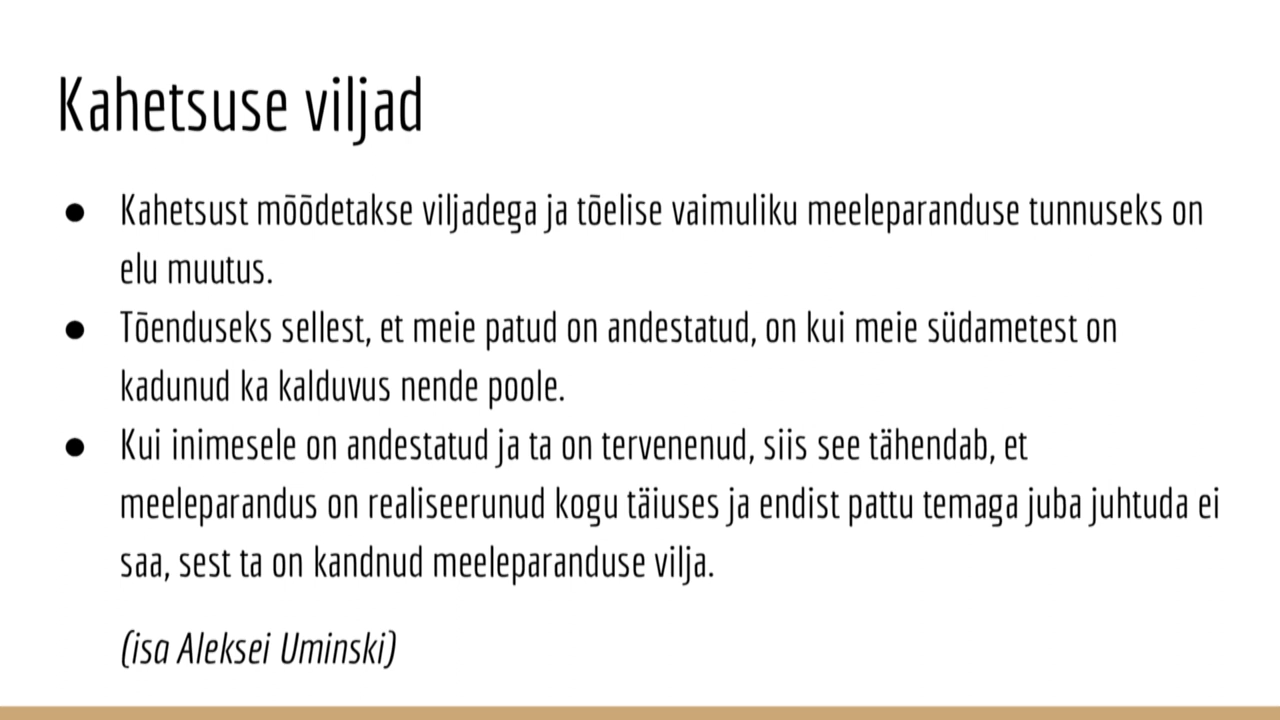 Kahetsuse viljad
● Kahetsust mõõdetakse viljadega ja tõelise vaimuliku meeleparanduse tunnuseks on
elu muutus.
● Tõenduseks sellest, et meie patud on andestatud, on kui meie südametest on
kadunud ka kalduvus nende poole.
● Kui inimesele on andestatud ja ta on tervenenud, siis see tähendab, et
meeleparandus on realiseerunud kogu täiuses ja endist pattu temaga juba juhtuda ei
saa, sest ta on kandnud meeleparanduse vilja.
(isa Aleksei Uminski)